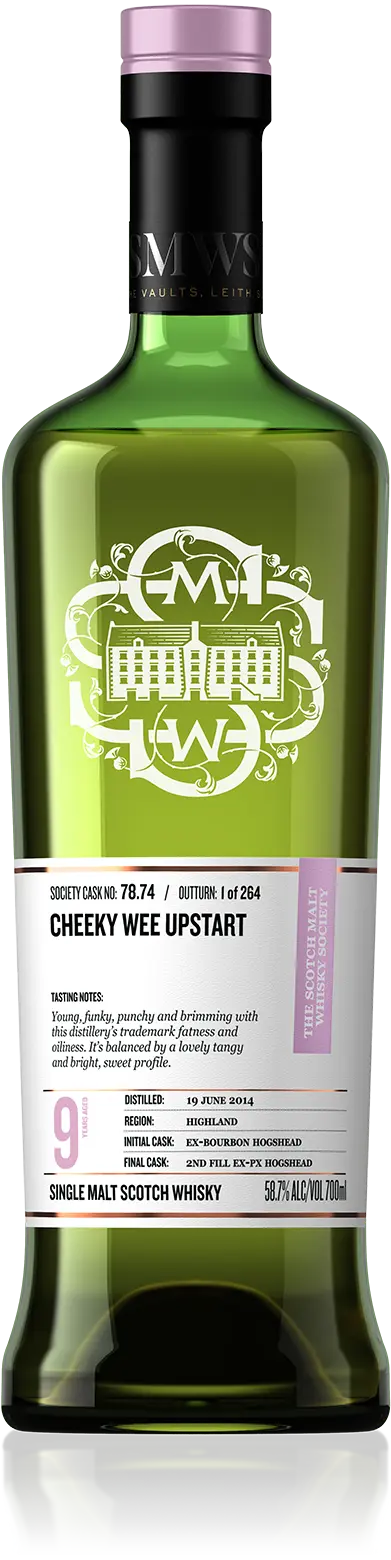 SMWS
THE VAULTS, LEITH
M
W
SOCIETY CASK NO: 78.74 / OUTTURN: 1 of 264
CHEEKY WEE UPSTART
THE SCOTCH MALT
WHISKY SOCIETY
TASTING NOTES:
Young, funky, punchy and brimming with
this distillery's trademark fatness and
oiliness. It's balanced by a lovely tangy
and bright, sweet profile.
9
YEARS AGED
DISTILLED: 19 JUNE 2014
REGION: HIGHLAND
INITIAL CASK: EX-BOURBON HOGSHEAD
FINAL CASK: 2ND FILL EX-PX HOGSHEAD
SINGLE MALT SCOTCH WHISKY 58.7% ALC/VOL 700ml